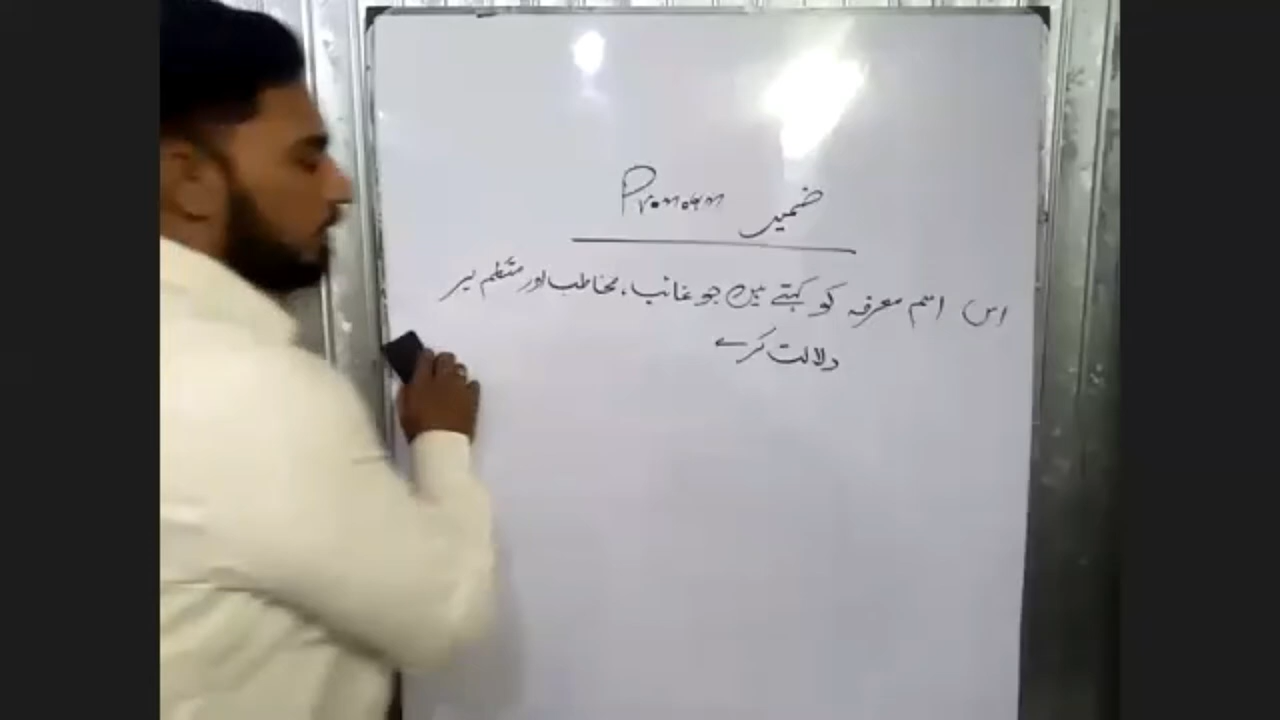 ضمیر Pronoun
اس اسم معرفہ کو کہتے ہیں جو غائب، مخاطب اور متکلم پر
دلالت کرے